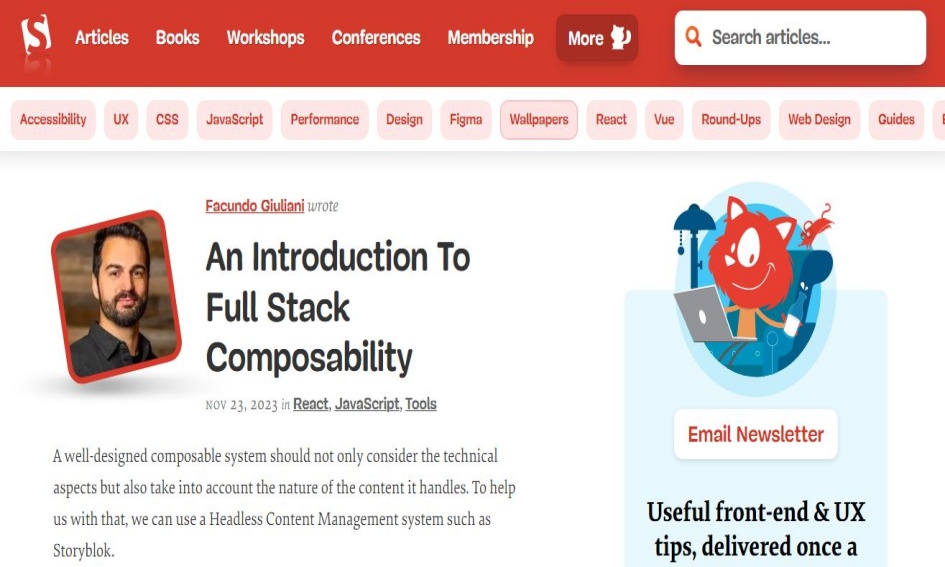 Articles Books Workshops Conferences Membership More Search articles...
Accessibility UX CSS JavaScript Performance Design Figma Wallpapers React Vue Round-Ups Web Design Guides
Facundo Giuliani wrote
An Introduction To
Full Stack
Composability
NOV 23, 2023 in React, JavaScript, Tools
A well-designed composable system should not only consider the technical
aspects but also take into account the nature of the content it handles. To help
us with that, we can use a Headless Content Management system such as
Storyblok.
Email Newsletter
Useful front-end & UX
tips, delivered once a